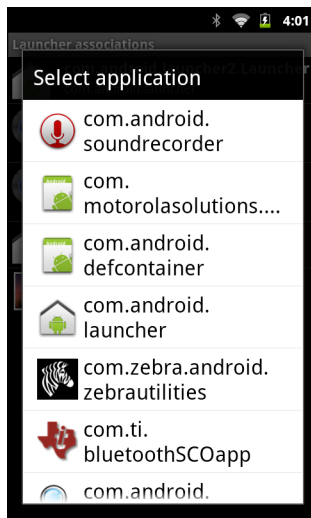 4:01
Launcher associations
Select application
com.android.
soundrecorder
com.
motorolasolutions....
com.android.
defcontainer
com.android.
launcher
com.zebra.android.
zebrautilities
com.ti.
bluetoothSCOapp
com.android.